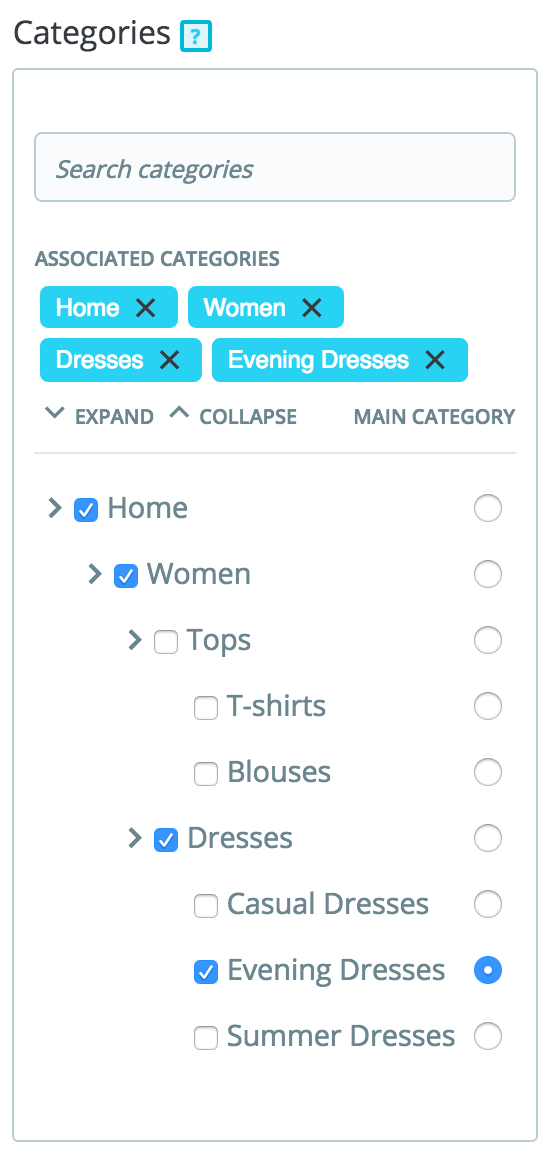 Categories ?
Search categories
ASSOCIATED CATEGORIES
Home Women
Dresses Evening Dresses
EXPAND COLLAPSE MAIN CATEGORY
Home
Women
Tops
T-shirts
Blouses
Dresses
Casual Dresses
Evening Dresses
Summer Dresses